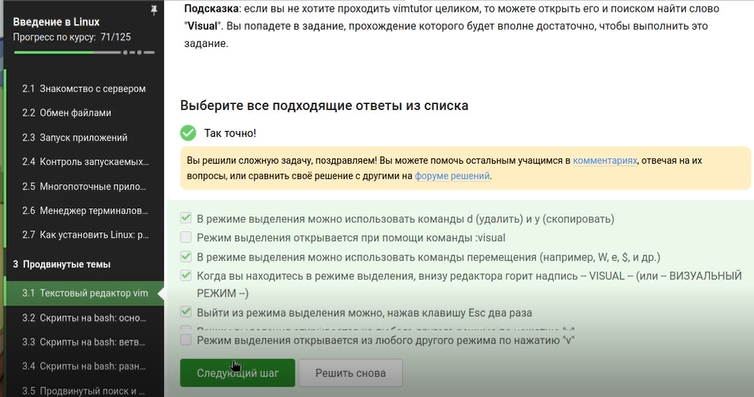 Введение в Linux
Прогресс по курсу: 71/125
2.1 Знакомство с сервером
2.2 Обмен файлами
2.3 Запуск приложений
2.4 Контроль запускаемых...
2.5 Многопоточные прило...
2.6 Менеджер терминалов...
2.7 Как установить Linux: р...
3 Продвинутые темы
3.1 Текстовый редактор vim
3.2 Скрипты на bash: осно...
3.3 Скрипты на bash: ветв...
3.4 Скрипты на bash: разн...
3.5 Продвинутый поиск и ...
Подсказка: если вы не хотите проходить vimtutor целиком, то можете открыть его и поиском найти слово
"Visual". Вы попадете в задание, прохождение которого будет вполне достаточно, чтобы выполнить это
задание.
Выберите все подходящие ответы из списка
Так точно!
Вы решили сложную задачу, поздравляем! Вы можете помочь остальным учащимся в комментариях, отвечая на их
вопросы, или сравнить своё решение с другими на форуме решений.
В режиме выделения можно использовать команды d (удалить) и y (скопировать)
Режим выделения открывается при помощи команды :visual
В режиме выделения можно использовать команды перемещения (например, W, e, $, и др.)
Когда вы находитесь в режиме выделения, внизу редактора горит надпись -- VISUAL -- (или -- ВИЗУАЛЬНЫЙ
РЕЖИМ --)
Выйти из режима выделения можно, нажав клавишу Esc два раза
Режим выделения открывается из любого другого режима по нажатию "v"
Следующий шаг
Решить снова